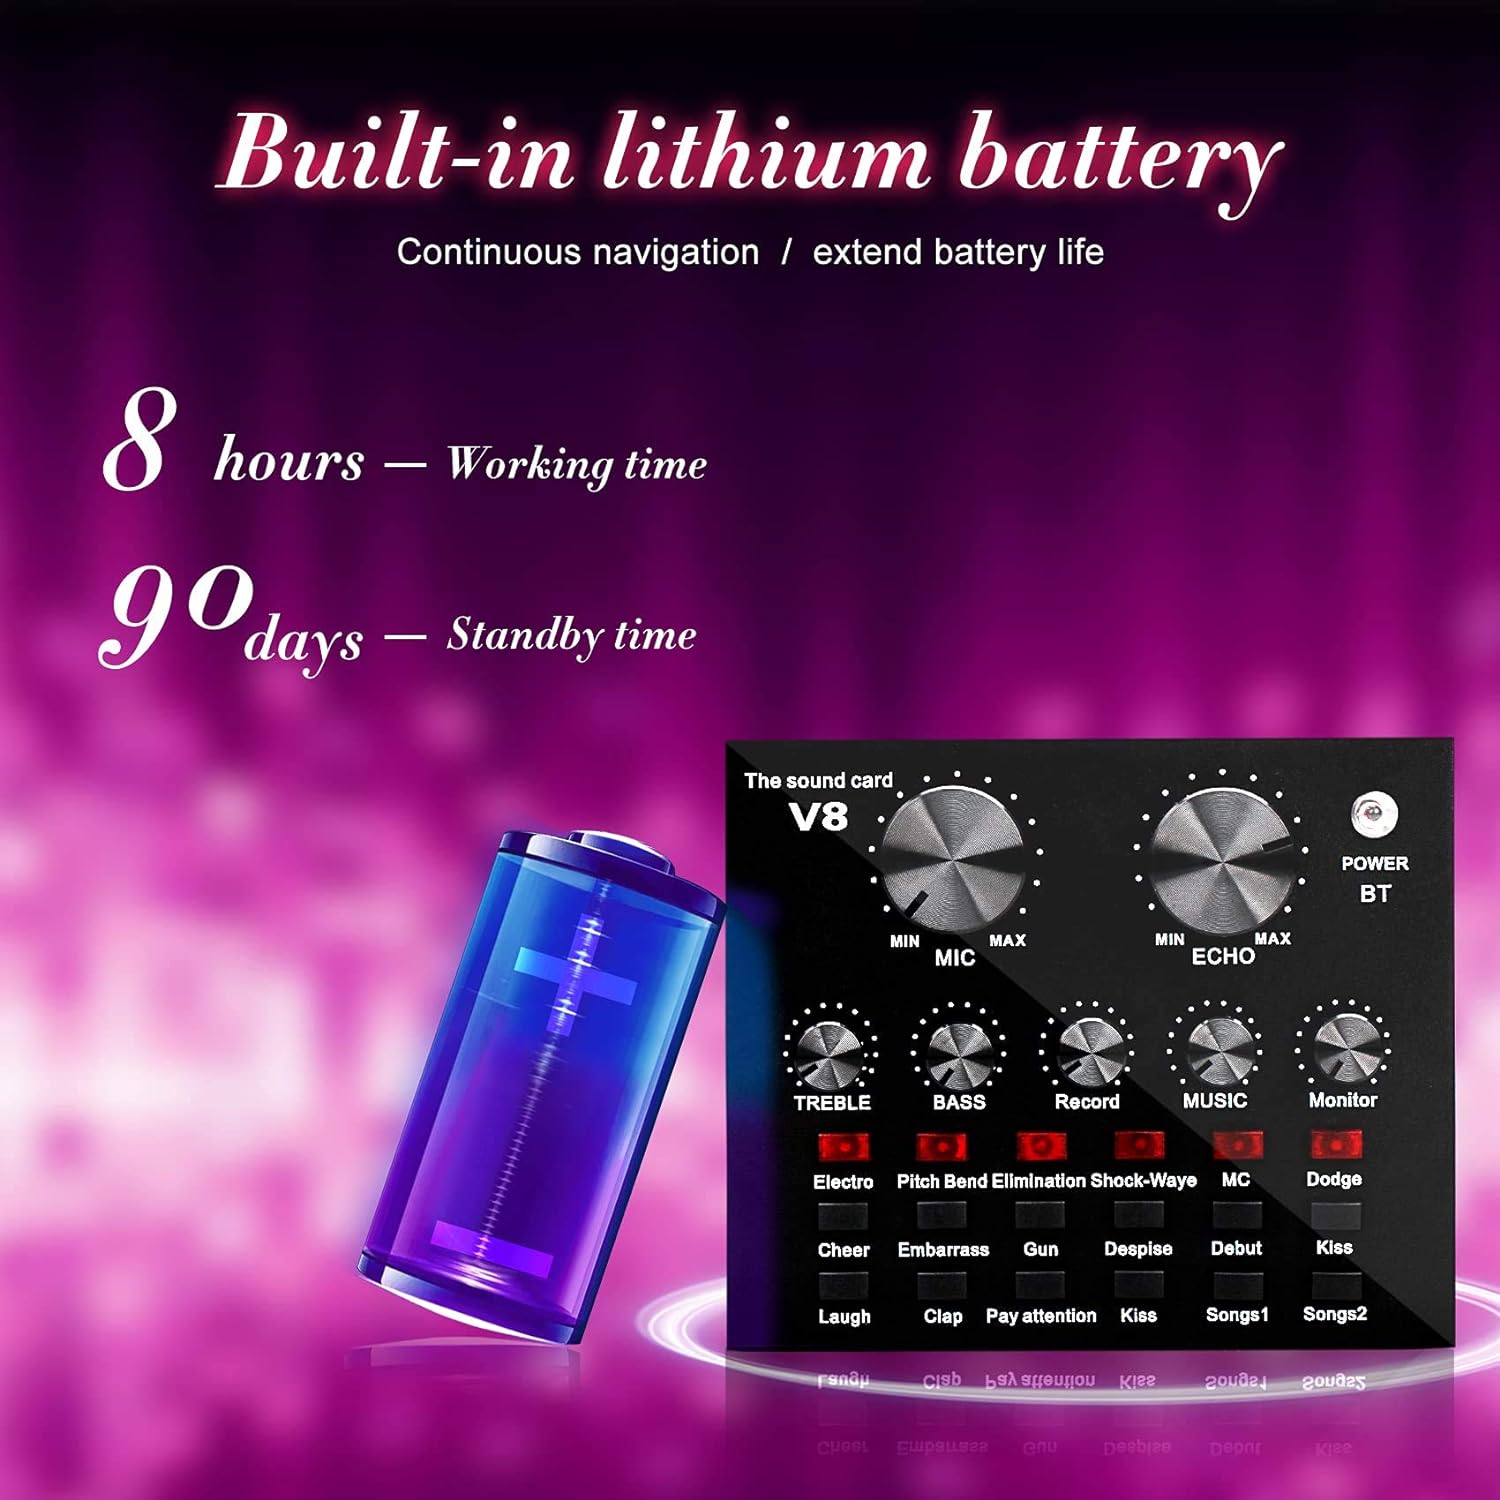 Built-in lithium battery
Continuous navigation / extend battery life
8 hours — Working time
90 days — Standby time
The sound card
V8
POWER
BT
MIN MAX
MIC
MIN MAX
ECHO
TREBLE BASS Record MUSIC Monitor
Electro Pitch Bend Elimination Shock-Waye MC Dodge
Cheer Embarrass Gun Despise Debut Kiss
Laugh Clap Pay attention Kiss Songs1 Songs2